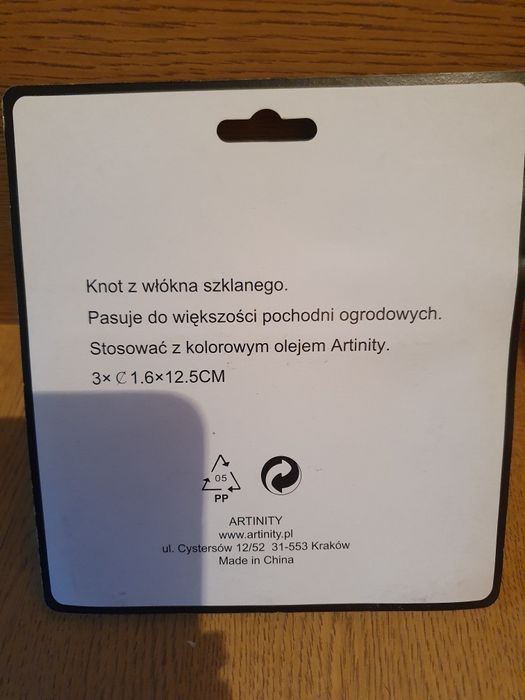 Knot z włókna szklanego.
Pasuje do większości pochodni ogrodowych.
Stosować z kolorowym olejem Artinity.
3× ₡ 1.6×12.5CM
05
PP
ARTINITY
www.artinity.pl
ul. Cystersów 12/52 31-553 Kraków
Made in China